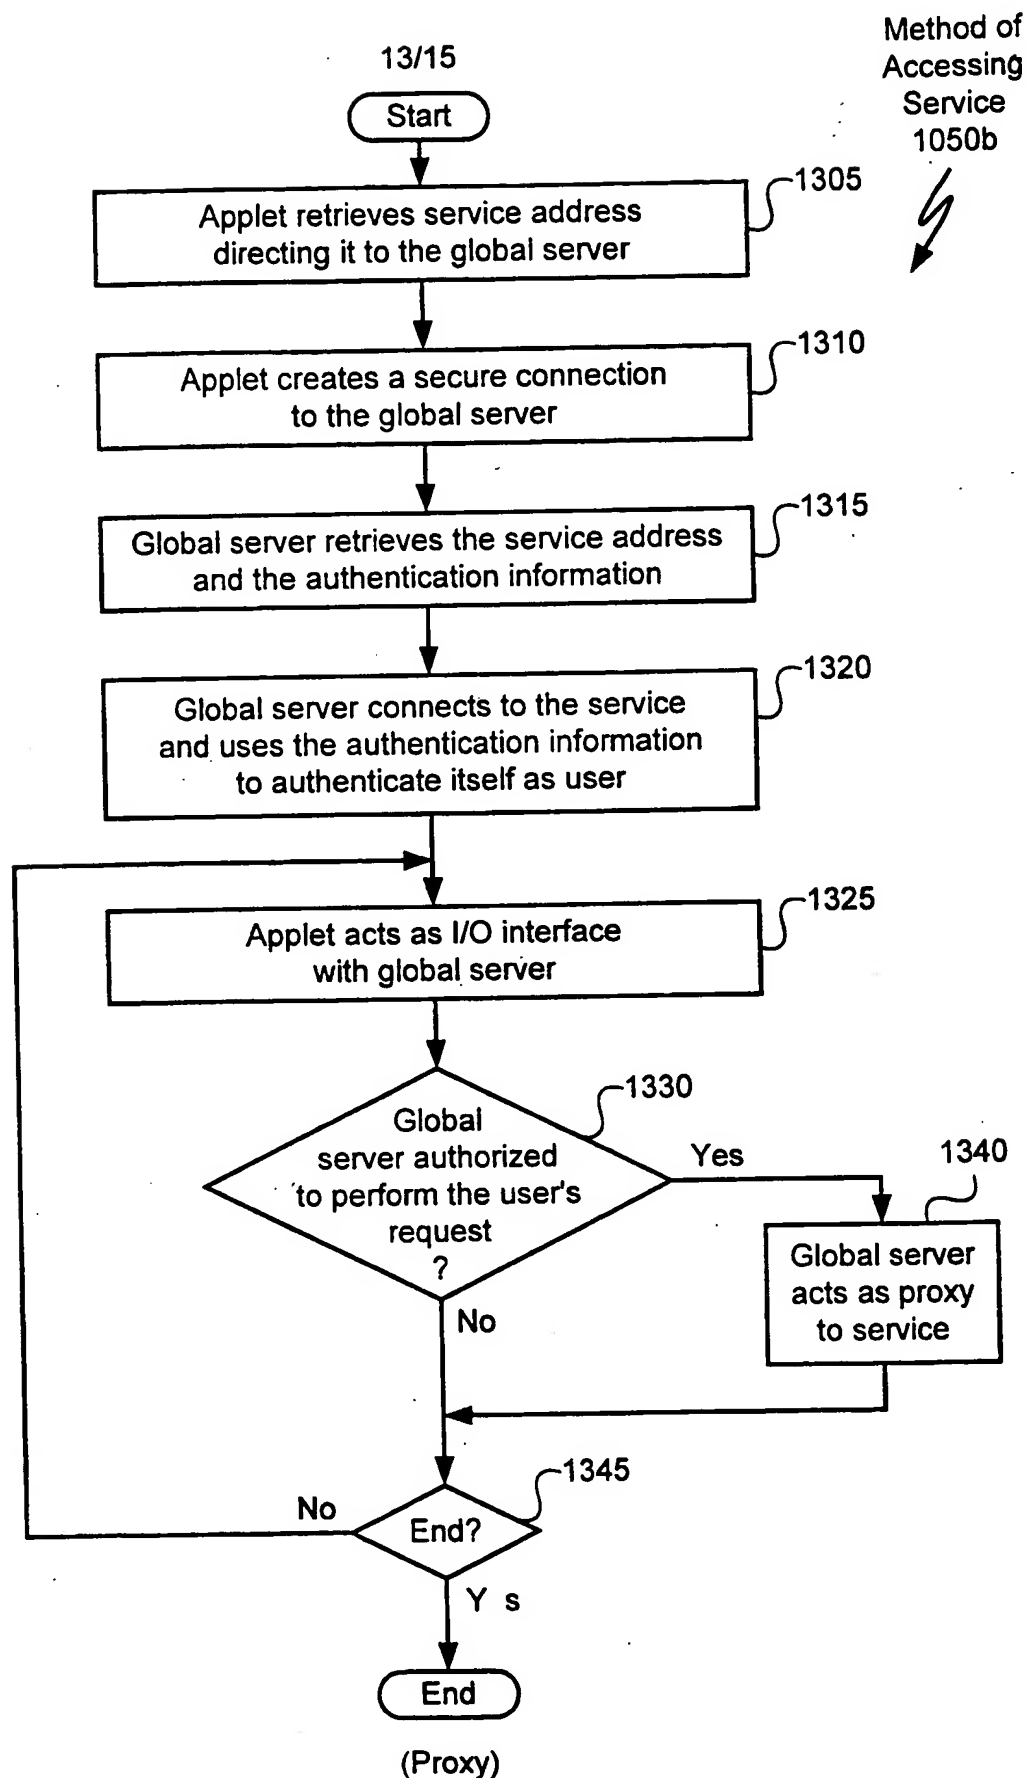 13/15
Method of
Accessing
Service
1050b
Start
1305
Applet retrieves service address
directing it to the global server
1310
Applet creates a secure connection
to the global server
1315
Global server retrieves the service address
and the authentication information
1320
Global server connects to the service
and uses the authentication information
to authenticate itself as user
1325
Applet acts as I/O interface
with global server
1330
Global
server authorized
to perform the user's
request
?
Yes
1340
Global server
acts as proxy
to service
No
1345
No
End?
Y s
End
(Proxy)